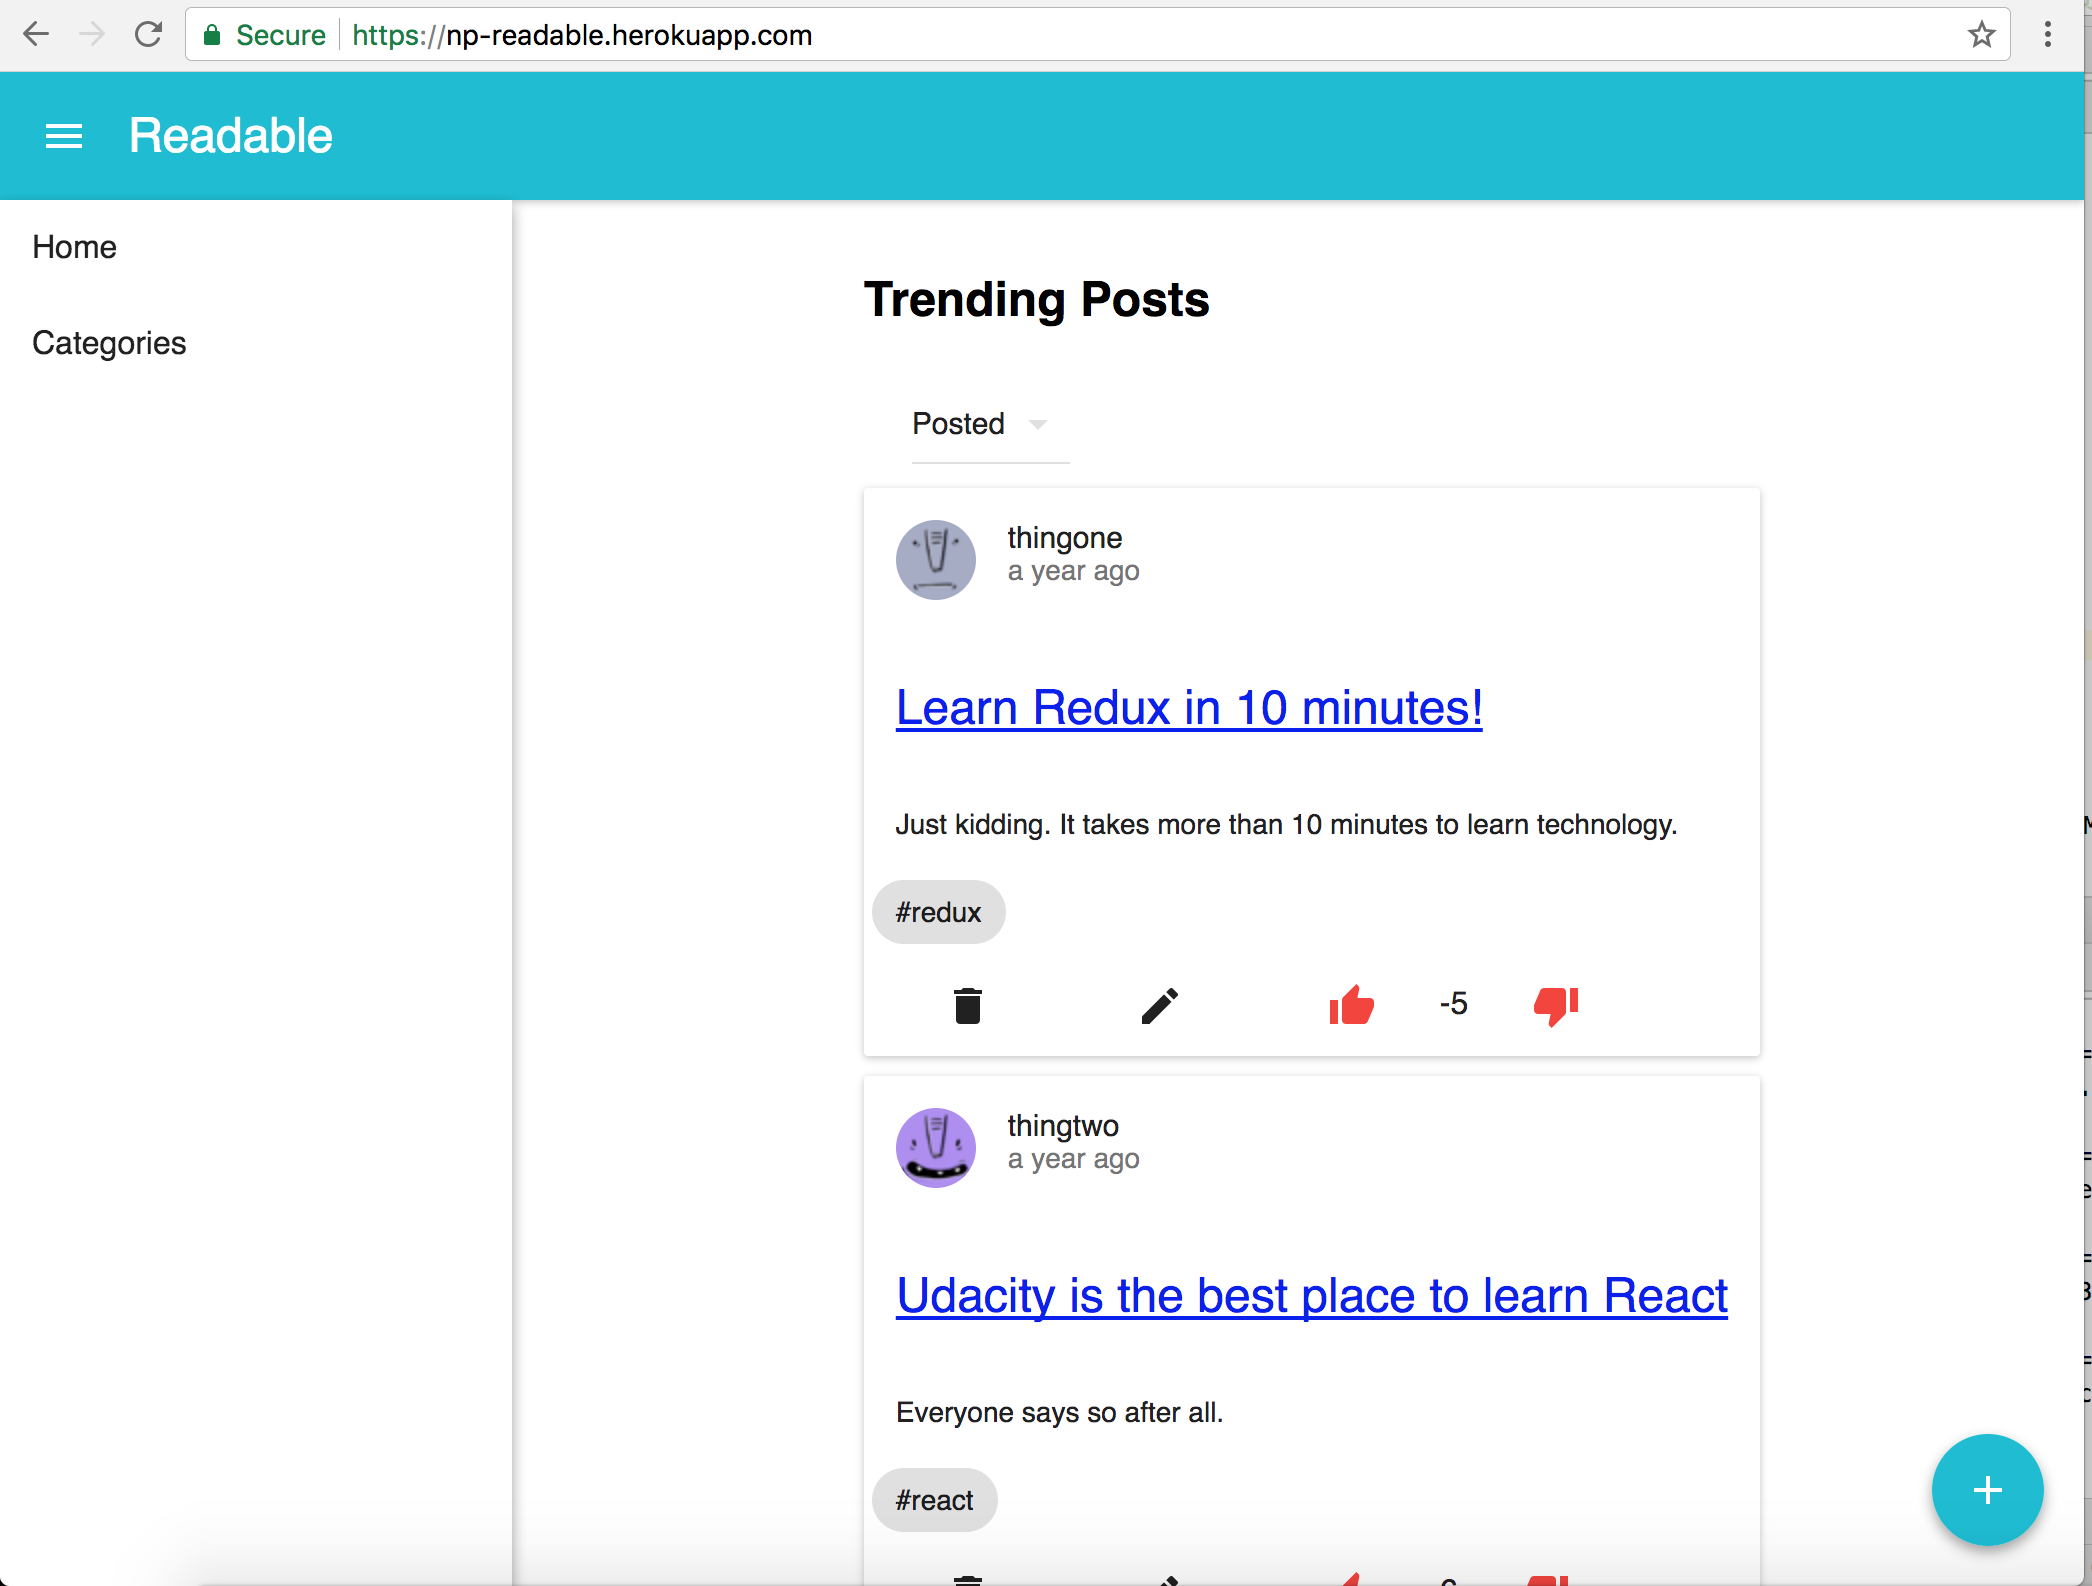 Secure https://np-readable.herokuapp.com
Readable
Home
Categories
Trending Posts
Posted
thingone
a year ago
Learn Redux in 10 minutes!
Just kidding. It takes more than 10 minutes to learn technology.
#redux
-5
thingtwo
a year ago
Udacity is the best place to learn React
Everyone says so after all.
#react